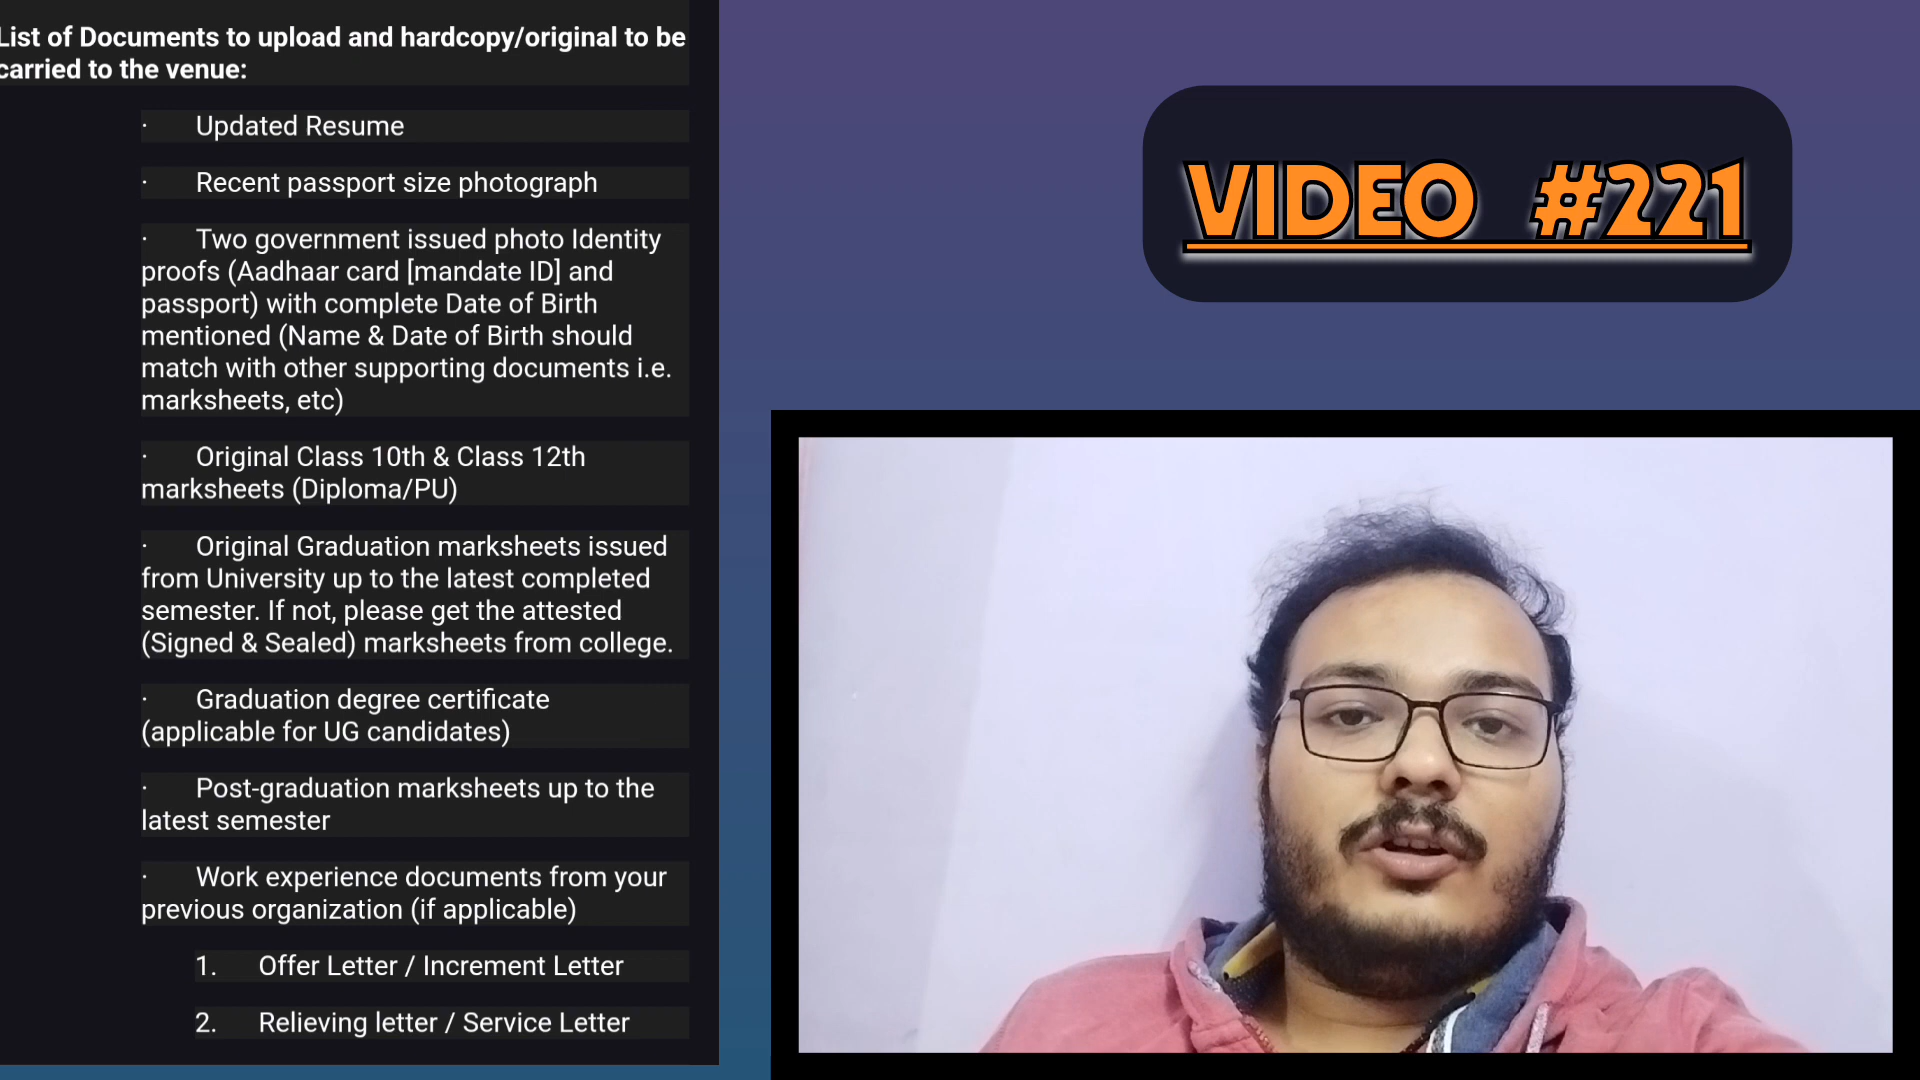 List of Documents to upload and hardcopy/original to be
carried to the venue:
· Updated Resume
· Recent passport size photograph
· Two government issued photo Identity
proofs (Aadhaar card [mandate ID] and
passport) with complete Date of Birth
mentioned (Name & Date of Birth should
match with other supporting documents i.e.
marksheets, etc)
· Original Class 10th & Class 12th
marksheets (Diploma/PU)
· Original Graduation marksheets issued
from University up to the latest completed
semester. If not, please get the attested
(Signed & Sealed) marksheets from college.
· Graduation degree certificate
(applicable for UG candidates)
· Post-graduation marksheets up to the
latest semester
· Work experience documents from your
previous organization (if applicable)
1. Offer Letter / Increment Letter
2. Relieving letter / Service Letter
VIDEO #221